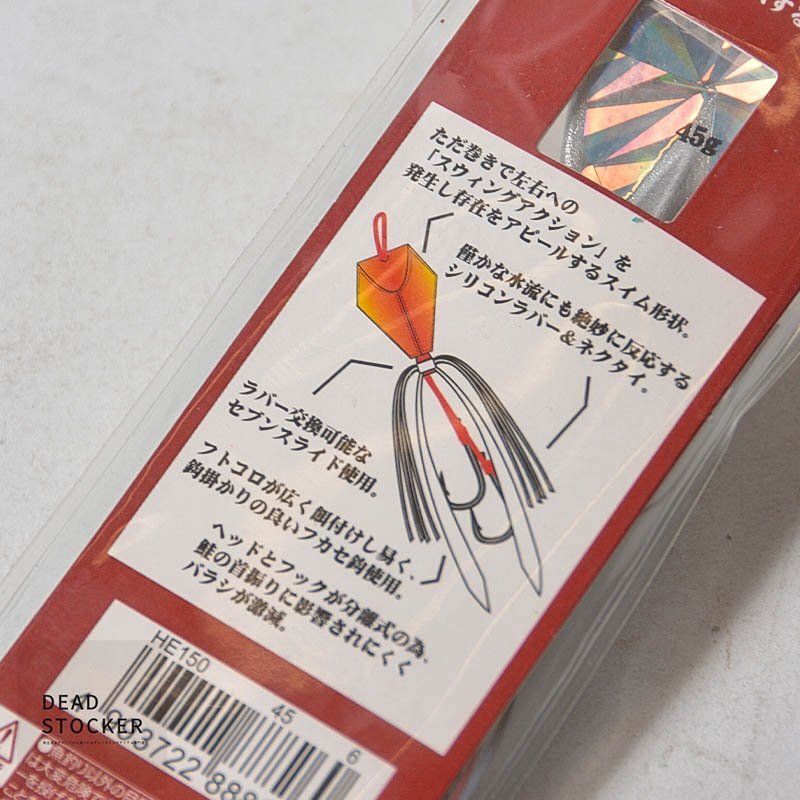 45g
ただ巻きで左右への
「スウィングアクション」を
発生し存在をアピールするスイム形状。
僅かな水流にも絶妙に反応する
シリコンラバー＆ネクタイ。
ラバー交換可能な
セブンスライド使用。
フトコロが広く餌付けし易く、
鈎掛かりの良いフカセ鈎使用。
ヘッドとフックが分離式の為、
鮭の首振りに影響されにくく
バラシが激減。
HE150
45
6
3722 888
DEAD
STOCKER